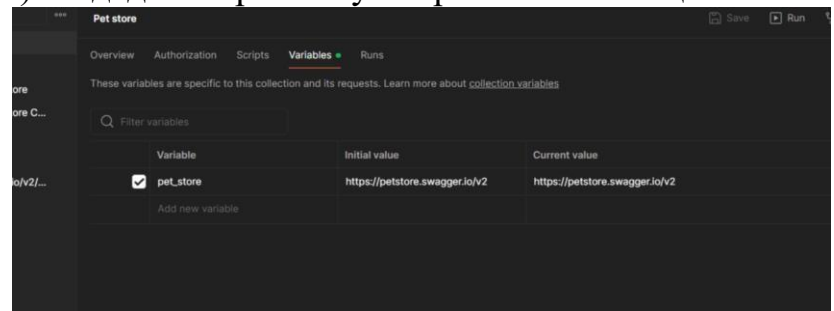 Pet store
Save
Run
Overview Authorization Scripts Variables Runs
These variables are specific to this collection and its requests. Learn more about collection variables
ore
ore C...
Filter variables
Variable Initial value Current value
io/v2/...
pet_store https://petstore.swagger.io/v2 https://petstore.swagger.io/v2
Add new variable